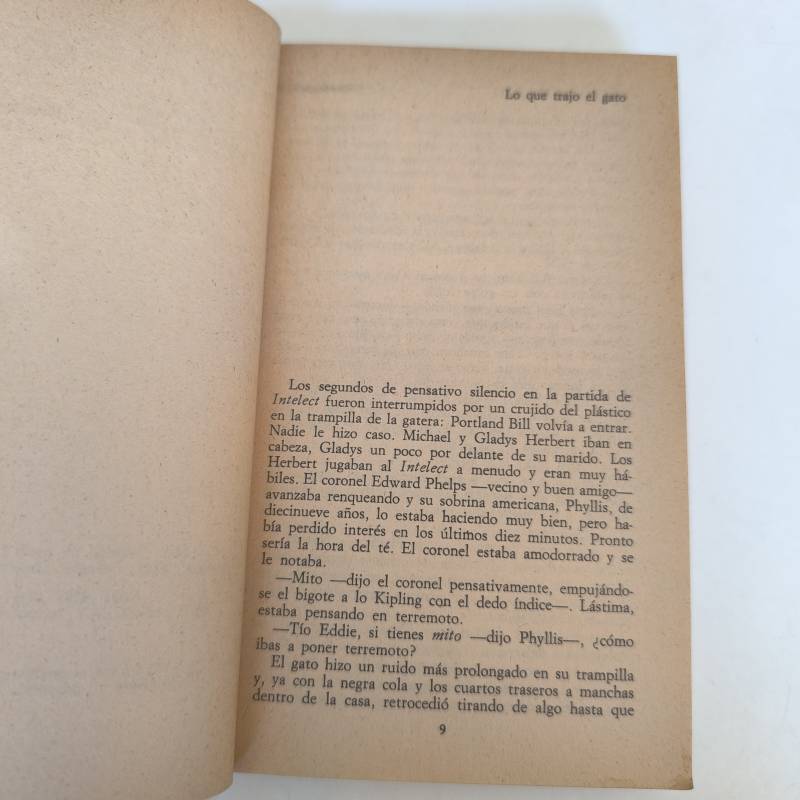 Lo que trajo el gato
Los segundos de pensativo silencio en la partida de
Intelect fueron interrumpidos por un crujido del plástico
en la trampilla de la gatera: Portland Bill volvía a entrar.
Nadie le hizo caso. Michael y Gladys Herbert iban en
cabeza, Gladys un poco por delante de su marido. Los
Herbert jugaban al Intelect a menudo y eran muy há-
biles. El coronel Edward Phelps —vecino y buen amigo—
avanzaba renqueando y su sobrina americana, Phyllis, de
diecinueve años, lo estaba haciendo muy bien, pero ha-
bía perdido interés en los últimos diez minutos. Pronto
sería la hora del té. El coronel estaba amodorrado y se
le notaba.
—Mito —dijo el coronel pensativamente, empujándo-
se el bigote a lo Kipling con el dedo índice—. Lástima,
estaba pensando en terremoto.
—Tío Eddie, si tienes mito —dijo Phyllis—, ¿cómo
ibas a poner terremoto?
El gato hizo un ruido más prolongado en su trampilla
y, ya con la negra cola y los cuartos traseros a manchas
dentro de la casa, retrocedió tirando de algo hasta que
9